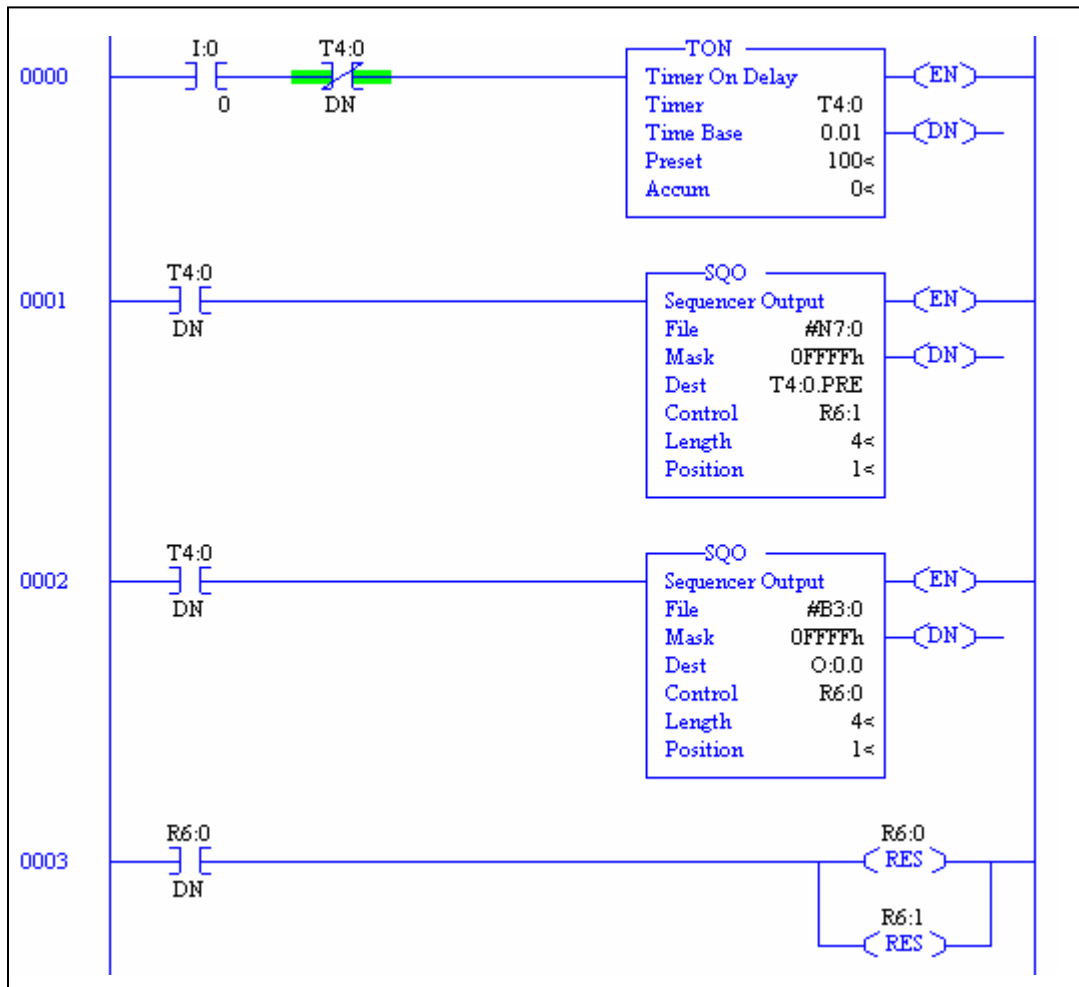 I:0 T4:0 TON
0000 Timer On Delay EN
0 DN Timer T4:0
Time Base 0.01 DN
Preset 100<
Accum 0<
T4:0 SQO
0001 Sequencer Output EN
DN File #N7:0
Mask 0FFFFh DN
Dest T4:0.PRE
Control R6:1
Length 4<
Position 1<
T4:0 SQO
0002 Sequencer Output EN
DN File #B3:0
Mask 0FFFFh DN
Dest O:0.0
Control R6:0
Length 4<
Position 1<
R6:0 R6:0
0003 RES
DN
R6:1
RES